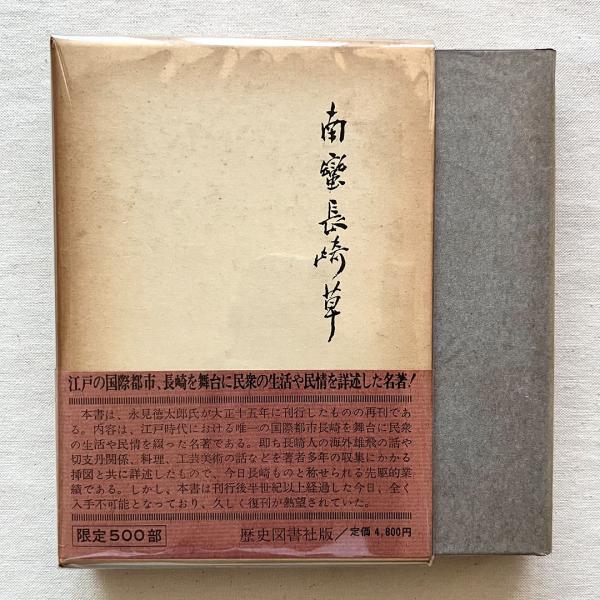 南蠻長崎草
江戸の国際都市、長崎を舞台に民衆の生活や民情を詳述した名著！
本書は、永見徳太郎氏が大正十五年に刊行したものの再刊であ
る。内容は、江戸時代における唯一の国際都市長崎を舞台に民衆
の生活や民情を綴った名著である。即ち長崎人の海外雄飛の話や
切支丹関係、料理、工芸美術の話などを著者多年の収集にかかる
挿図と共に詳述したもので、今日長崎ものと称せられる先駆的業
績である。しかし、本書は刊行後半世紀以上経過した今日、全く
入手不可能となっており、久しく復刊が熱望されていた。
限定500部
歴史図書社版／定価 4,800円